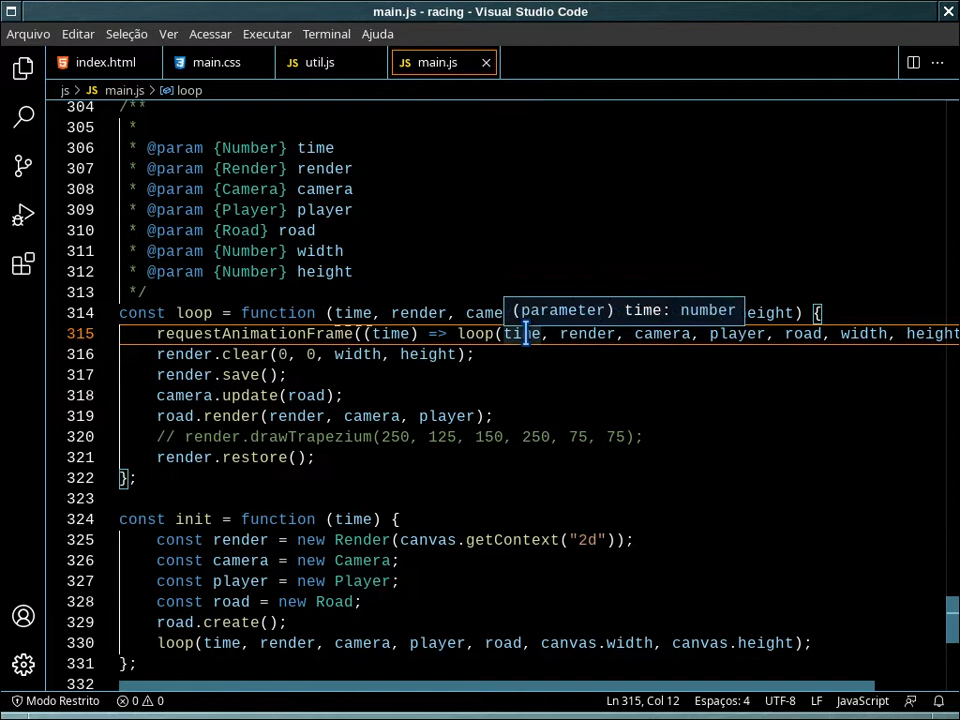 main.js - racing - Visual Studio Code
Arquivo Editar Seleção Ver Acessar Executar Terminal Ajuda
index.html main.css JS util.js JS main.js
js > JS main.js > loop
304 /**
305 *
306 * @param {Number} time
307 * @param {Render} render
308 * @param {Camera} camera
309 * @param {Player} player
310 * @param {Road} road
311 * @param {Number} width
312 * @param {Number} height
313 */
(parameter) time: number
314 const loop = function (time, render, came eight) {
315 requestAnimationFrame((time) => loop(time, render, camera, player, road, width, height
316 render.clear(0, 0, width, height);
317 render.save();
318 camera.update(road);
319 road.render(render, camera, player);
320 // render.drawTrapezium(250, 125, 150, 250, 75, 75);
321 render.restore();
322 };
323
324 const init = function (time) {
325 const render = new Render(canvas.getContext("2d"));
326 const camera = new Camera;
327 const player = new Player;
328 const road = new Road;
329 road.create();
330 loop(time, render, camera, player, road, canvas.width, canvas.height);
331 };
332
Modo Restrito 0 0 Ln 315, Col 12 Espaços: 4 UTF-8 LF JavaScript